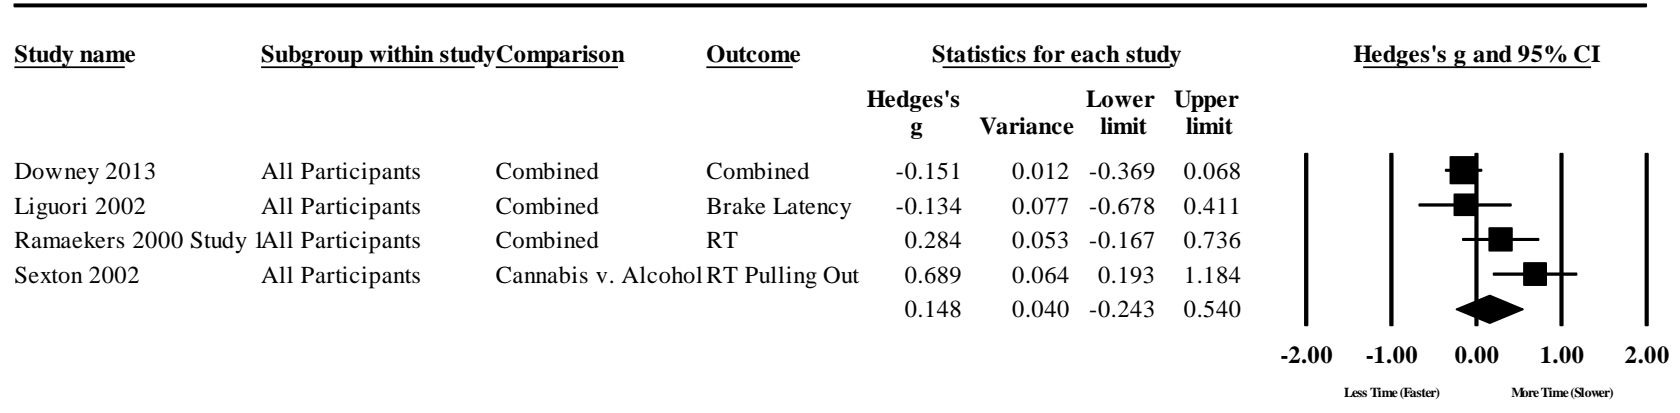 Study name Subgroup within study Comparison Outcome Statistics for each study Hedges's g and 95% CI
Hedges's Lower Upper
g Variance limit limit
Downey 2013 All Participants Combined Combined -0.151 0.012 -0.369 0.068
Liguori 2002 All Participants Combined Brake Latency -0.134 0.077 -0.678 0.411
Ramaekers 2000 Study 1 All Participants Combined RT 0.284 0.053 -0.167 0.736
Sexton 2002 All Participants Cannabis v. Alcohol RT Pulling Out 0.689 0.064 0.193 1.184
0.148 0.040 -0.243 0.540
-2.00 -1.00 0.00 1.00 2.00
Less Time (Faster) More Time (Slower)